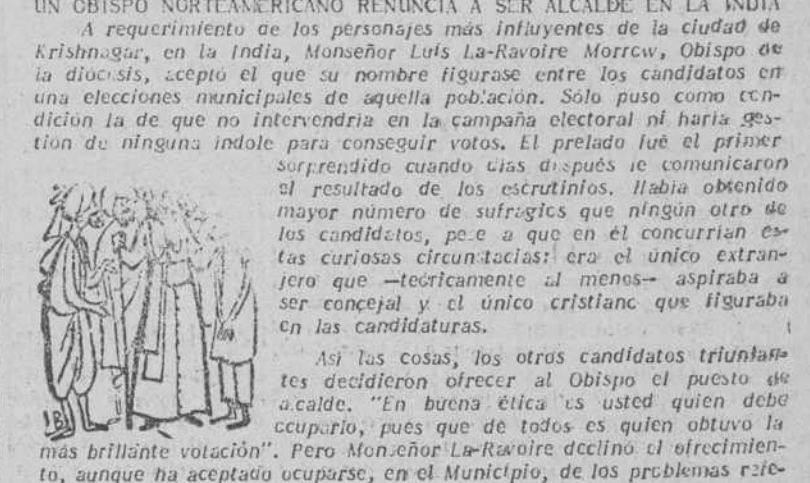 UN OBISPO NORTEAMERICANO RENUNCIA A SER ALCALDE EN LA INDIA
A requerimiento de los personajes más influyentes de la ciudad de
Krishnagar, en la India, Monseñor Luis La-Ravoire Morrow, Obispo de
la diócesis, aceptó el que su nombre figurase entre los candidatos en
una elecciones municipales de aquella población. Sólo puso como con-
dición la de que no intervendría en la campaña electoral ni haría ges-
tión de ninguna índole para conseguir votos. El prelado fué el primer
sorprendido cuando días después le comunicaron
el resultado de los escrutinios. Había obtenido
mayor número de sufragios que ningún otro de
los candidatos, pese a que en él concurrían es-
tas curiosas circunstacias: era el único extran-
jero que —teóricamente al menos— aspiraba a
ser concejal y el único cristiano que figuraba
en las candidaturas.
Así las cosas, los otros candidatos triunfan-
tes decidieron ofrecer al Obispo el puesto de
alcalde. "En buena ética es usted quien debe
ocuparlo, pues que de todos es quien obtuvo la
más brillante votación". Pero Monseñor La-Ravoire declinó el ofrecimien-
to, aunque ha aceptado ocuparse, en el Municipio, de los problemas refe-